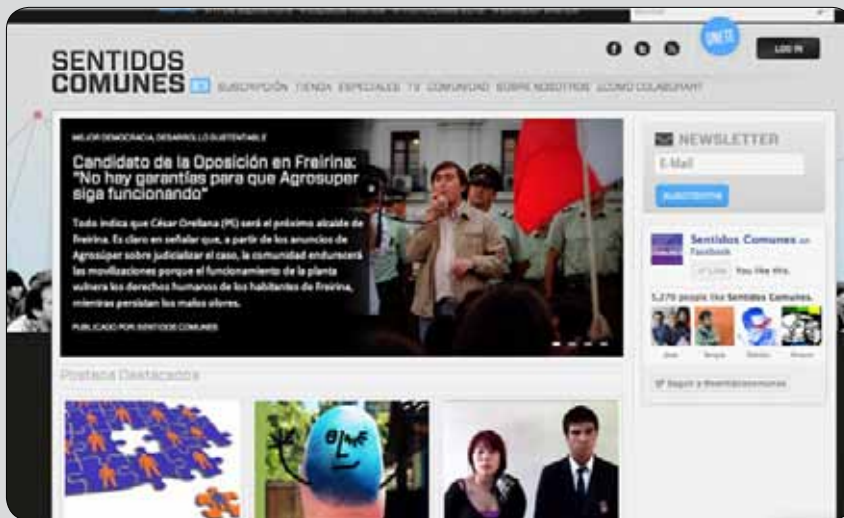 ÚNETE
LOG IN
SENTIDOS
COMUNES
SUSCRIPCIÓN TIENDA ESPECIALES TV COMUNIDAD SOBRE NOSOTROS ¿COMO COLABORAR?
MEJOR DEMOCRACIA, DESARROLLO SUSTENTABLE
Candidato de la Oposición en Freirina:
"No hay garantías para que Agrosuper
siga funcionando"
Todo indica que César Orellana (PS) será el próximo alcalde de
Freirina. Es claro en señalar que, a partir de los anuncios de
Agrosúper sobre judicializar el caso, la comunidad endurecerá
las movilizaciones porque el funcionamiento de la planta
vulnera los derechos humanos de los habitantes de Freirina,
mientras persistan los malos olores.
PUBLICADO POR: SENTIDOS COMUNES
NEWSLETTER
E-Mail
SUSCRIBIRTE
Sentidos Comunes on
Facebook
Like You like this.
5,270 people like Sentidos Comunes.
Seguir a @sentidoscomunes
Posteos Destacados